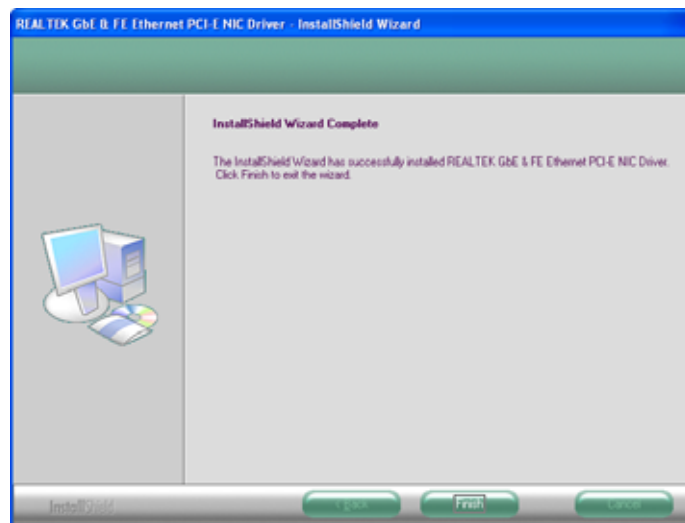 REALTEK GbE & FE Ethernet PCI-E NIC Driver - InstallShield Wizard
InstallShield Wizard Complete
The InstallShield Wizard has successfully installed REALTEK GbE & FE Ethernet PCI-E NIC Driver.
Click Finish to exit the wizard.
InstallShield
< Back
Finish
Cancel